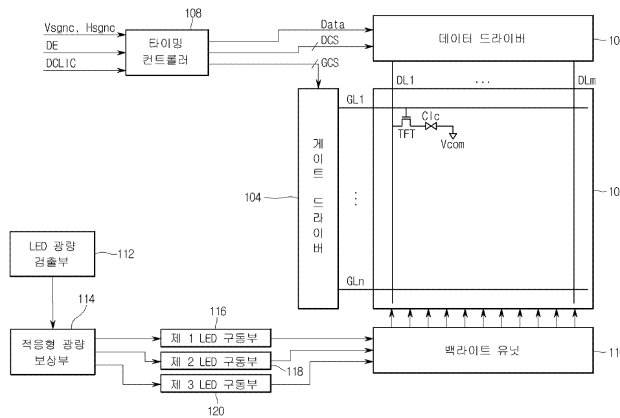 108
Vsgnc, Hsgnc
DE
DCLIC
타이밍
컨트롤러
Data
DCS
GCS
데이터 드라이버
10
DL1
...
DLm
GL1
Clc
TFT
Vcom
게이트 드라이버
104
10
GLn
LED 광량
검출부
112
114
적응형 광량
보상부
116
제 1 LED 구동부
제 2 LED 구동부
118
제 3 LED 구동부
120
백라이트 유닛
11